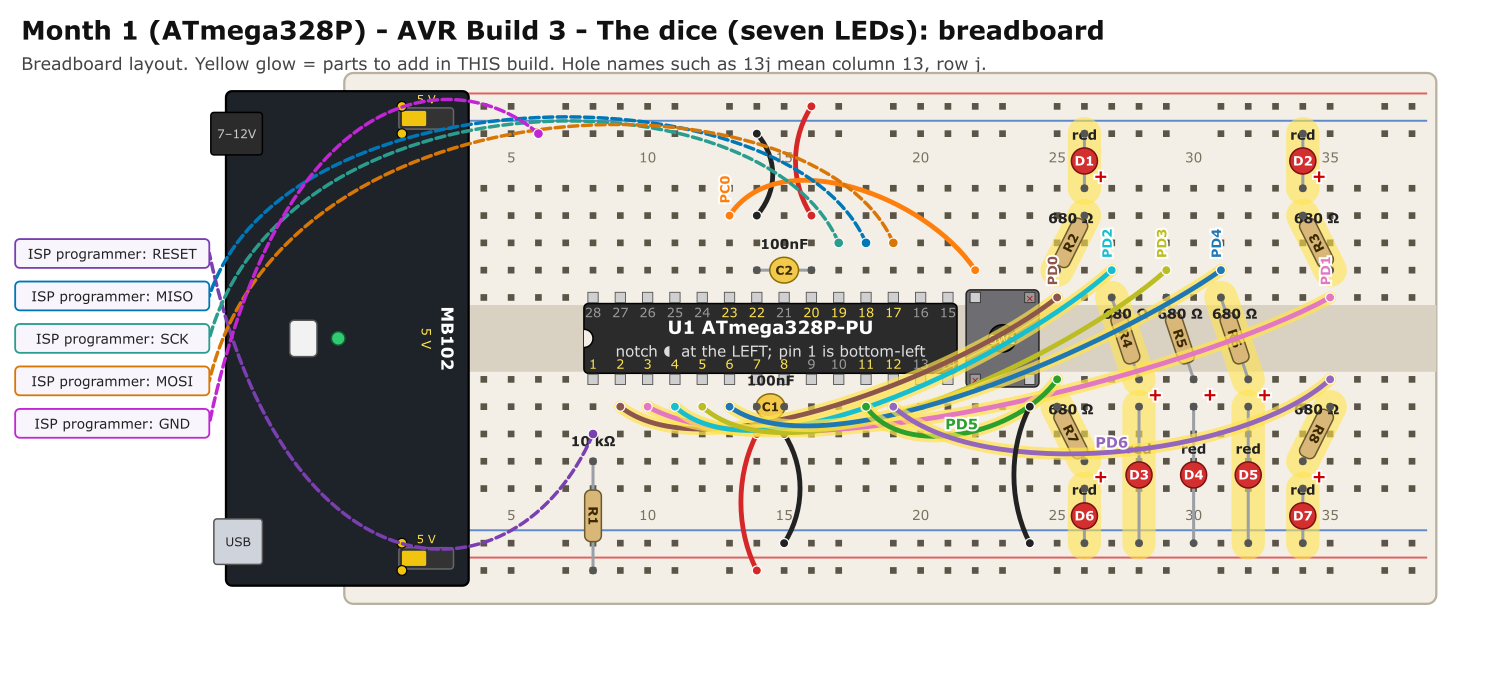 Month 1 (ATmega328P) - AVR Build 3 - The dice (seven LEDs): breadboard
Breadboard layout. Yellow glow = parts to add in THIS build. Hole names such as 13j mean column 13, row j.
5 V
7–12V
red
red
5
10
15
20
25
30
35
D1
+
D2
+
PC0
680 Ω
680 Ω
R2
R3
PD2
PD3
PD4
ISP programmer: RESET
100nF
C2
PD0
PD1
ISP programmer: MISO
28 27 26 25 24 23 22 21 20 19 18 17 16 15
680 Ω
680 Ω
680 Ω
U1 ATmega328P-PU
ISP programmer: SCK
MB102
5 V
notch ◖ at the LEFT; pin 1 is bottom-left
R4
R5
1 2 3 4 5 6 7 8 9 10 11 12 13 14
ISP programmer: MOSI
100nF
C1
+
+
+
680 Ω
680 Ω
ISP programmer: GND
PD5
R7
R8
10 kΩ
PD6
red
red
D3
D4
D5
+
+
red
red
R1
5
10
15
20
25
30
35
D6
D7
USB
5 V